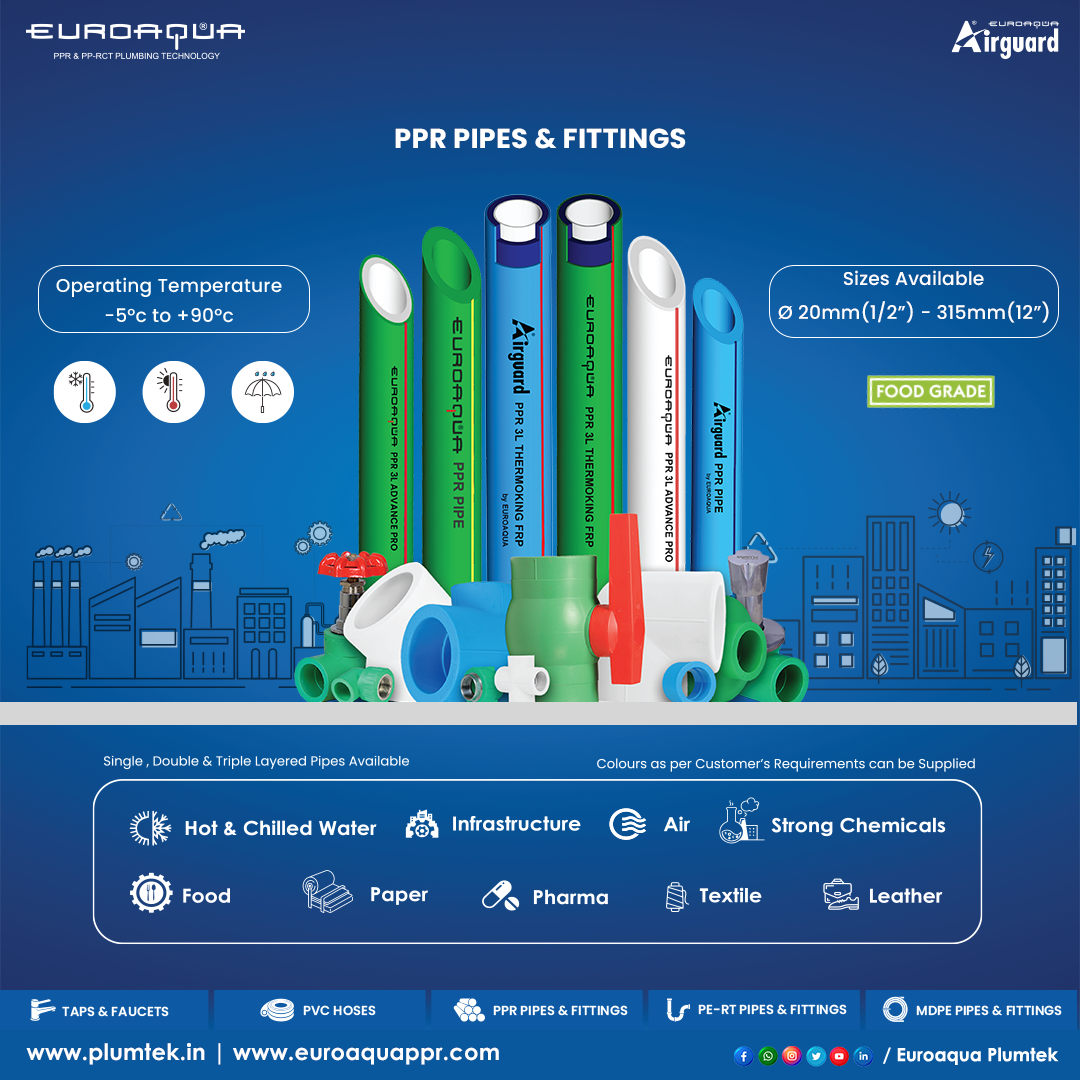 EUROAQUA®
PPR & PP-RCT PLUMBING TECHNOLOGY
EUROAQUA
Airguard®
PPR PIPES & FITTINGS
Operating Temperature
-5°c to +90°c
Sizes Available
Ø 20mm(1/2”) - 315mm(12”)
FOOD GRADE
EUROAQUA PPR 3L ADVANCE PRO
EUROAQUA PPR PIPE
Airguard PPR 3L THERMOKING FRP
by EUROAQUA
EUROAQUA PPR 3L THERMOKING FRP
EUROAQUA PPR 3L ADVANCE PRO
Airguard PPR PIPE
by EUROAQUA
Single , Double & Triple Layered Pipes Available
Colours as per Customer’s Requirements can be Supplied
Hot & Chilled Water
Infrastructure
Air
Strong Chemicals
Food
Paper
Pharma
Textile
Leather
TAPS & FAUCETS
PVC HOSES
PPR PIPES & FITTINGS
PE-RT PIPES & FITTINGS
MDPE PIPES & FITTINGS
www.plumtek.in | www.euroaquappr.com
/ Euroaqua Plumtek